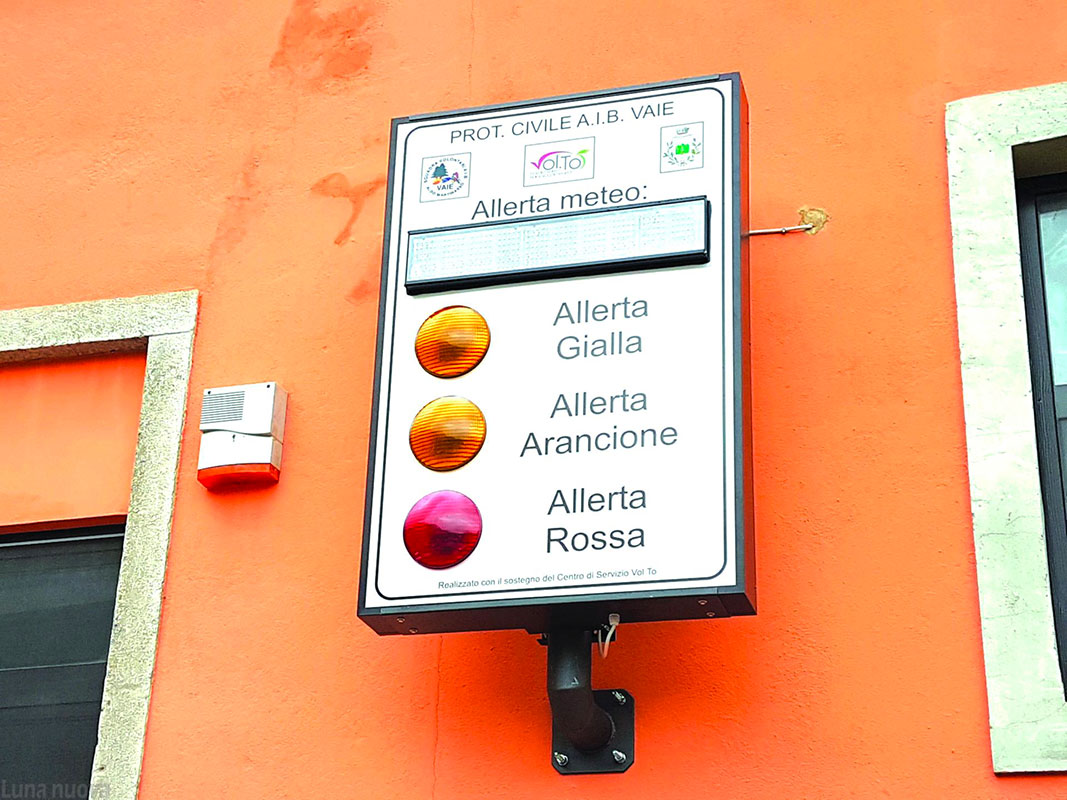 PROT. CIVILE A.I.B. VAIE
VAIE
Vol.To
Allerta meteo:
Allerta
Gialla
Allerta
Arancione
Allerta
Rossa
Realizzato con il sostegno del Centro di Servizio Vol To
Luna nuova